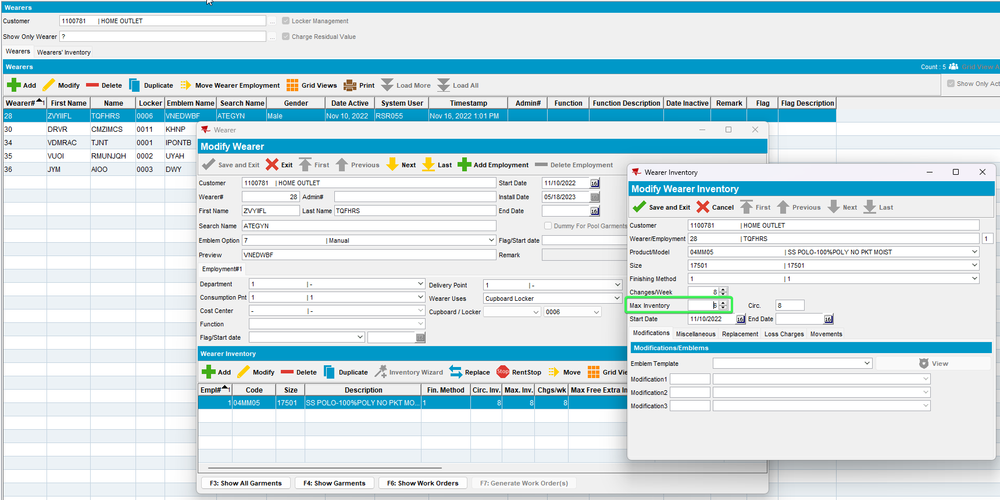 Wearers
Customer 1100781 | HOME OUTLET ... Locker Management
Show Only Wearer ? ... Charge Residual Value
Wearers Wearers' Inventory
Wearers Count : 5 Grid View A
Add Modify Delete Duplicate Move Wearer Employment Grid Views Print Load More Load All Show Only Act
Wearer# 1 First Name Name Locker Emblem Name Search Name Gender Date Active System User Timestamp Admin# Function Function Description Date Inactive Remark Flag Flag Description
28 ZVYIIFL TQFHRS 0006 VNEDWBF ATEGYN Male Nov 10, 2022 RSR055 Nov 16, 2022 1:01 PM
30 DRVR CMZIMCS 0011 KHNP
34 VDMRAC TJNT 0001 IPONTB
35 VUOI RMUNJQH 0002 UYAH
36 JYM AIOO 0003 DWY
Wearer
Modify Wearer
Save and Exit Exit First Previous Next Last Add Employment Delete Employment
Customer 1100781 | HOME OUTLET Start Date 11/10/2022 16
Wearer# 28 Admin# Install Date 05/18/2023 16
First Name ZVYIIFL Last Name TQFHRS End Date 16
Search Name ATEGYN Dummy For Pool Garments
Emblem Option 7 | Manual Flag/Start date
Preview VNEDWBF Remark
Employment#1
Department 1 | - Delivery Point 1 | -
Consumption Pnt 1 | 1 Wearer Uses Cupboard Locker
Cost Center - | - Cupboard / Locker 0006
Function
Flag/Start date 16
Wearer Inventory
Add Modify Delete Duplicate Inventory Wizard Stop Replace RentStop Move Grid Vie
Empl# 1 Code Size Description Fin. Method Circ. Inv. Max. Inv. Chgs/wk Max Free Extra In
1 04MM05 17501 SS POLO-100%POLY NO PKT MO... 1 8 8 8
F3: Show All Garments F4: Show Garments F6: Show Work Orders F7: Generate Work Order(s)
Wearer Inventory
Modify Wearer Inventory
Save and Exit Cancel First Previous Next Last
Customer 1100781 | HOME OUTLET
Wearer/Employment 28 | TQFHRS 1
Product/Model 04MM05 | SS POLO-100%POLY NO PKT MOIST
Size 17501 | 17501
Finishing Method 1 | 1
Changes/Week 8
Max Inventory 6 Circ. 8
Start Date 11/10/2022 16 End Date 16
Modifications Miscellaneous Replacement Loss Charges Movements
Modifications/Emblems
Emblem Template View
Modification1
Modification2
Modification3